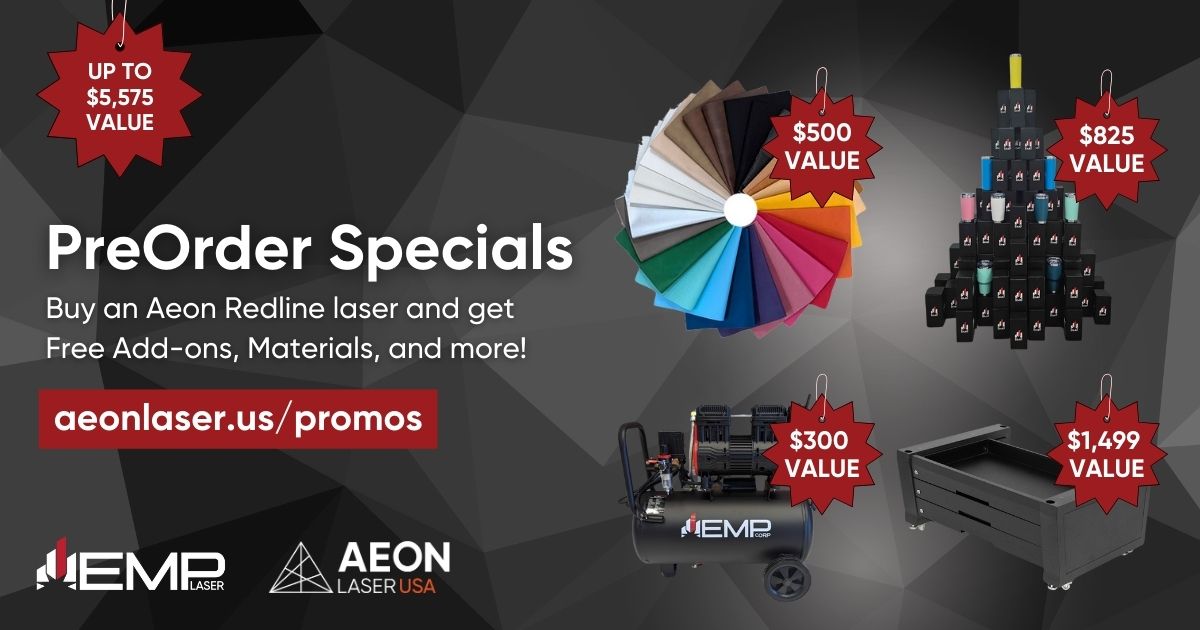 UP TO
$5,575
VALUE
PreOrder Specials
Buy an Aeon Redline laser and get
Free Add-ons, Materials, and more!
aeonlaser.us/promos
EMP
LASER
AEON
LASER USA
$500
VALUE
$825
VALUE
$300
VALUE
EMP
CORP
$1,499
VALUE